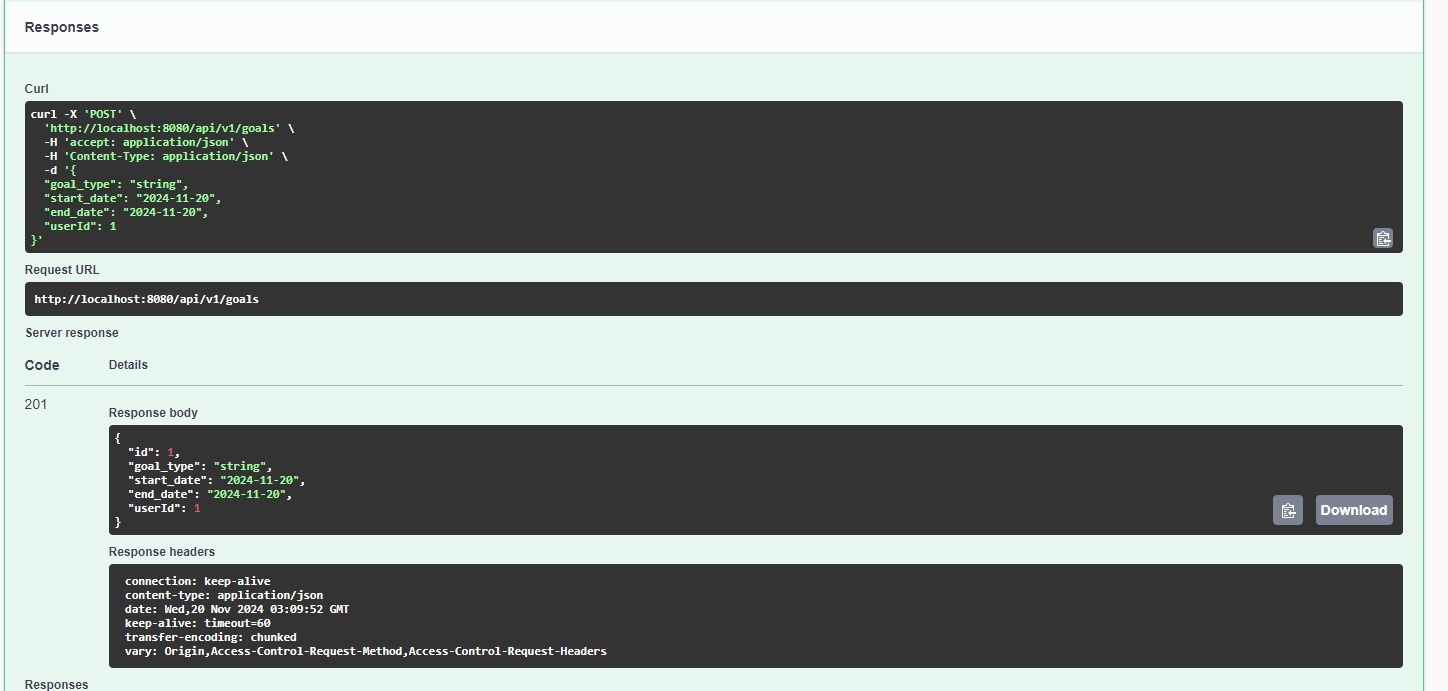 Responses
Curl
curl -X 'POST' \
  'http://localhost:8080/api/v1/goals' \
  -H 'accept: application/json' \
  -H 'Content-Type: application/json' \
  -d '{
  "goal_type": "string",
  "start_date": "2024-11-20",
  "end_date": "2024-11-20",
  "userId": 1
}'
Request URL
http://localhost:8080/api/v1/goals
Server response
Code Details
201
Response body
{
  "id": 1,
  "goal_type": "string",
  "start_date": "2024-11-20",
  "end_date": "2024-11-20",
  "userId": 1
}
Download
Response headers
connection: keep-alive
content-type: application/json
date: Wed,20 Nov 2024 03:09:52 GMT
keep-alive: timeout=60
transfer-encoding: chunked
vary: Origin,Access-Control-Request-Method,Access-Control-Request-Headers
Responses